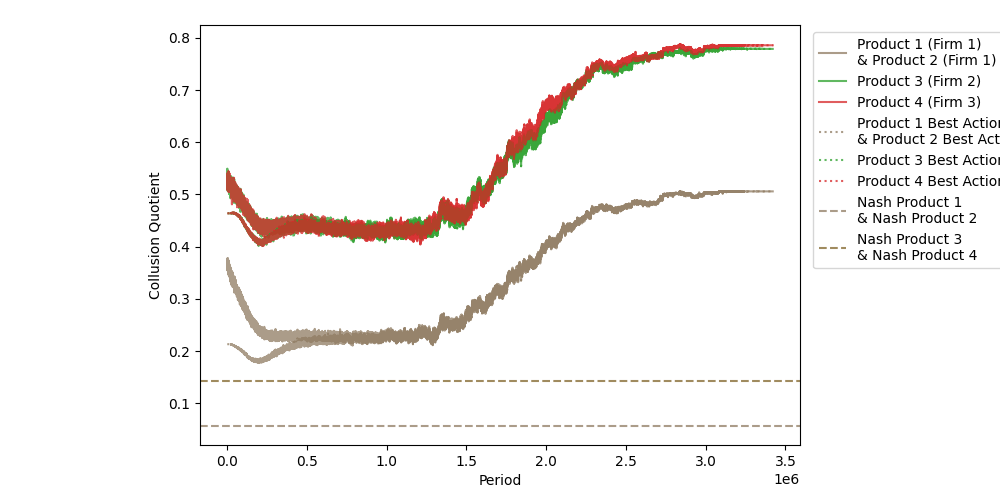 0.8
0.7
0.6
0.5
0.4
0.3
0.2
0.1
Collusion Quotient
0.0
0.5
1.0
1.5
2.0
2.5
3.0
3.5
1e6
Period
Product 1 (Firm 1)
& Product 2 (Firm 1)
Product 3 (Firm 2)
Product 4 (Firm 3)
Product 1 Best Action
& Product 2 Best Act
Product 3 Best Action
Product 4 Best Action
Nash Product 1
& Nash Product 2
Nash Product 3
& Nash Product 4